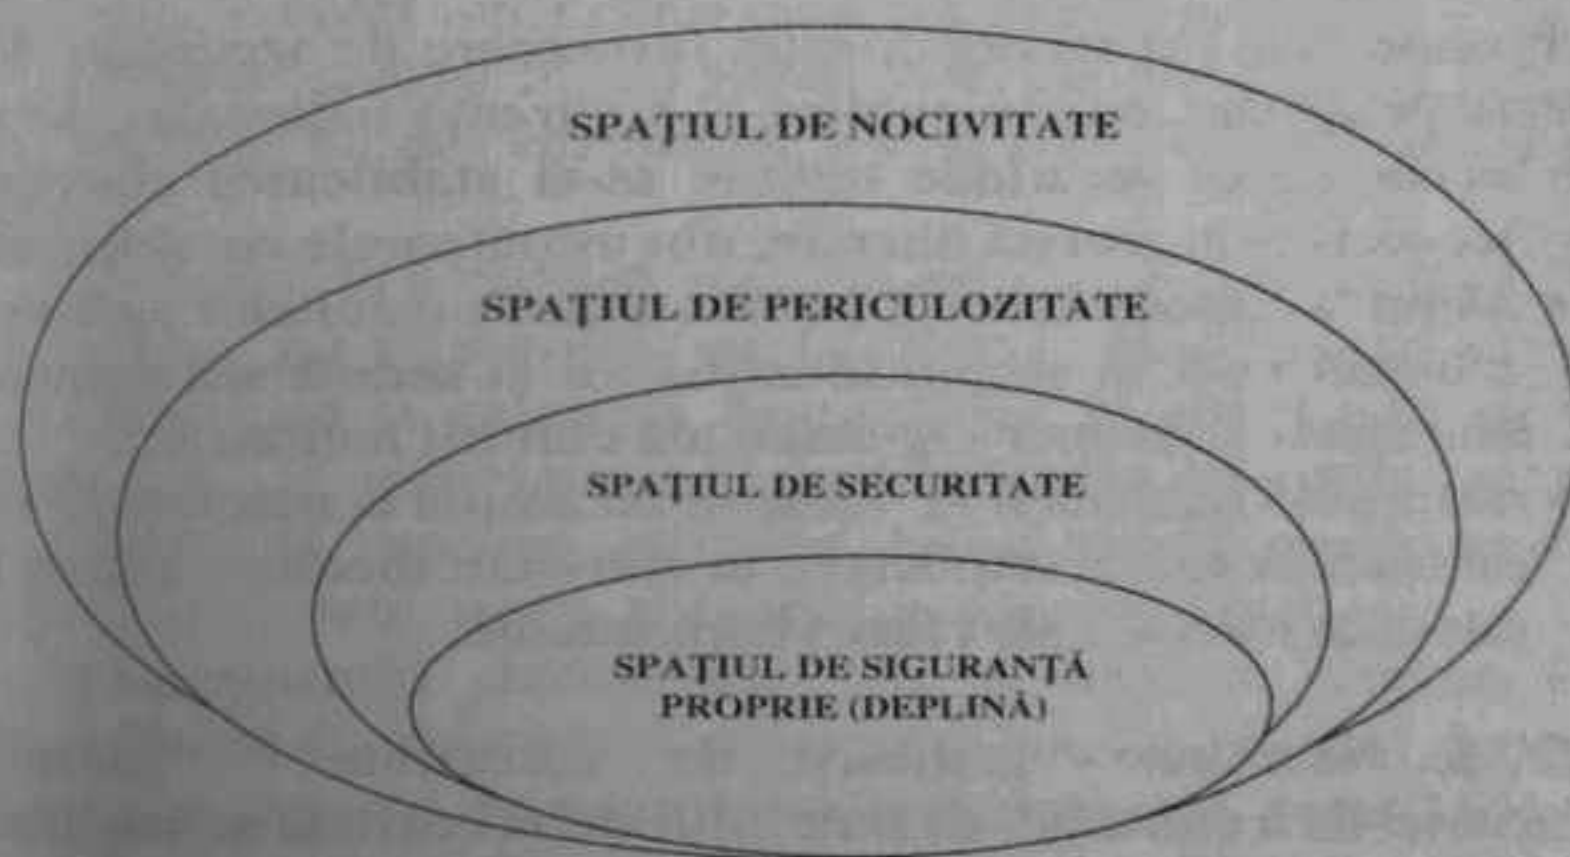 SPAŢIUL DE NOCIVITATE
SPAŢIUL DE PERICULOZITATE
SPAŢIUL DE SECURITATE
SPAŢIUL DE SIGURANŢĂ
PROPRIE (DEPLINĂ)